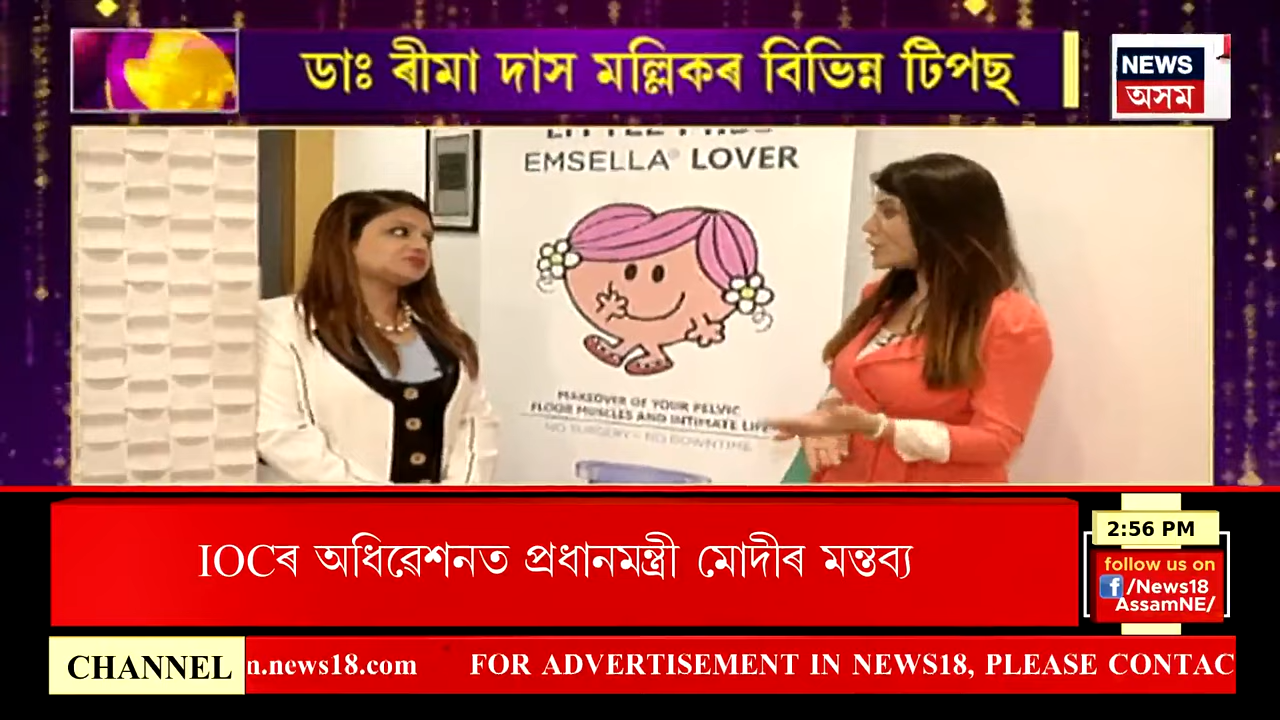 ডাঃ ৰীমা দাস মল্লিকৰ বিভিন্ন টিপছ
NEWS
অসম
EMSELLA® LOVER
MAKEOVER OF YOUR PELVIC
FLOOR MUSCLES AND INTIMATE LIFE
NO SURGERY - NO DOWNTIME
IOCৰ অধিৱেশনত প্ৰধানমন্ত্ৰী মোদীৰ মন্তব্য
2:56 PM
follow us on
/News18
AssamNE/
CHANNEL
n.news18.com FOR ADVERTISEMENT IN NEWS18, PLEASE CONTAC